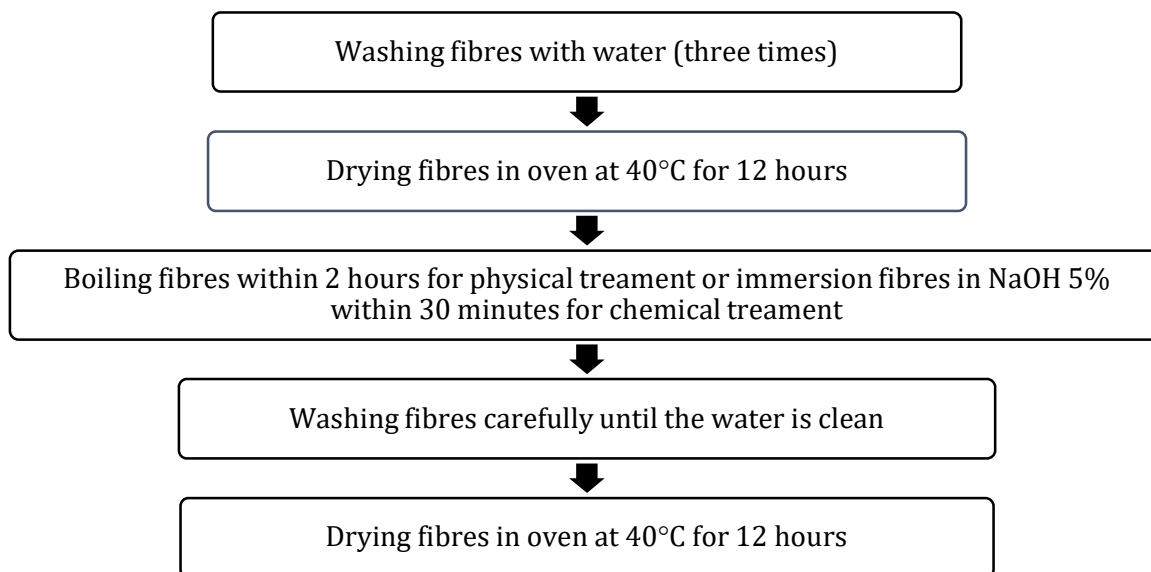 Washing fibres with water (three times)
Drying fibres in oven at 40°C for 12 hours
Boiling fibres within 2 hours for physical treament or immersion fibres in NaOH 5%
within 30 minutes for chemical treament
Washing fibres carefully until the water is clean
Drying fibres in oven at 40°C for 12 hours